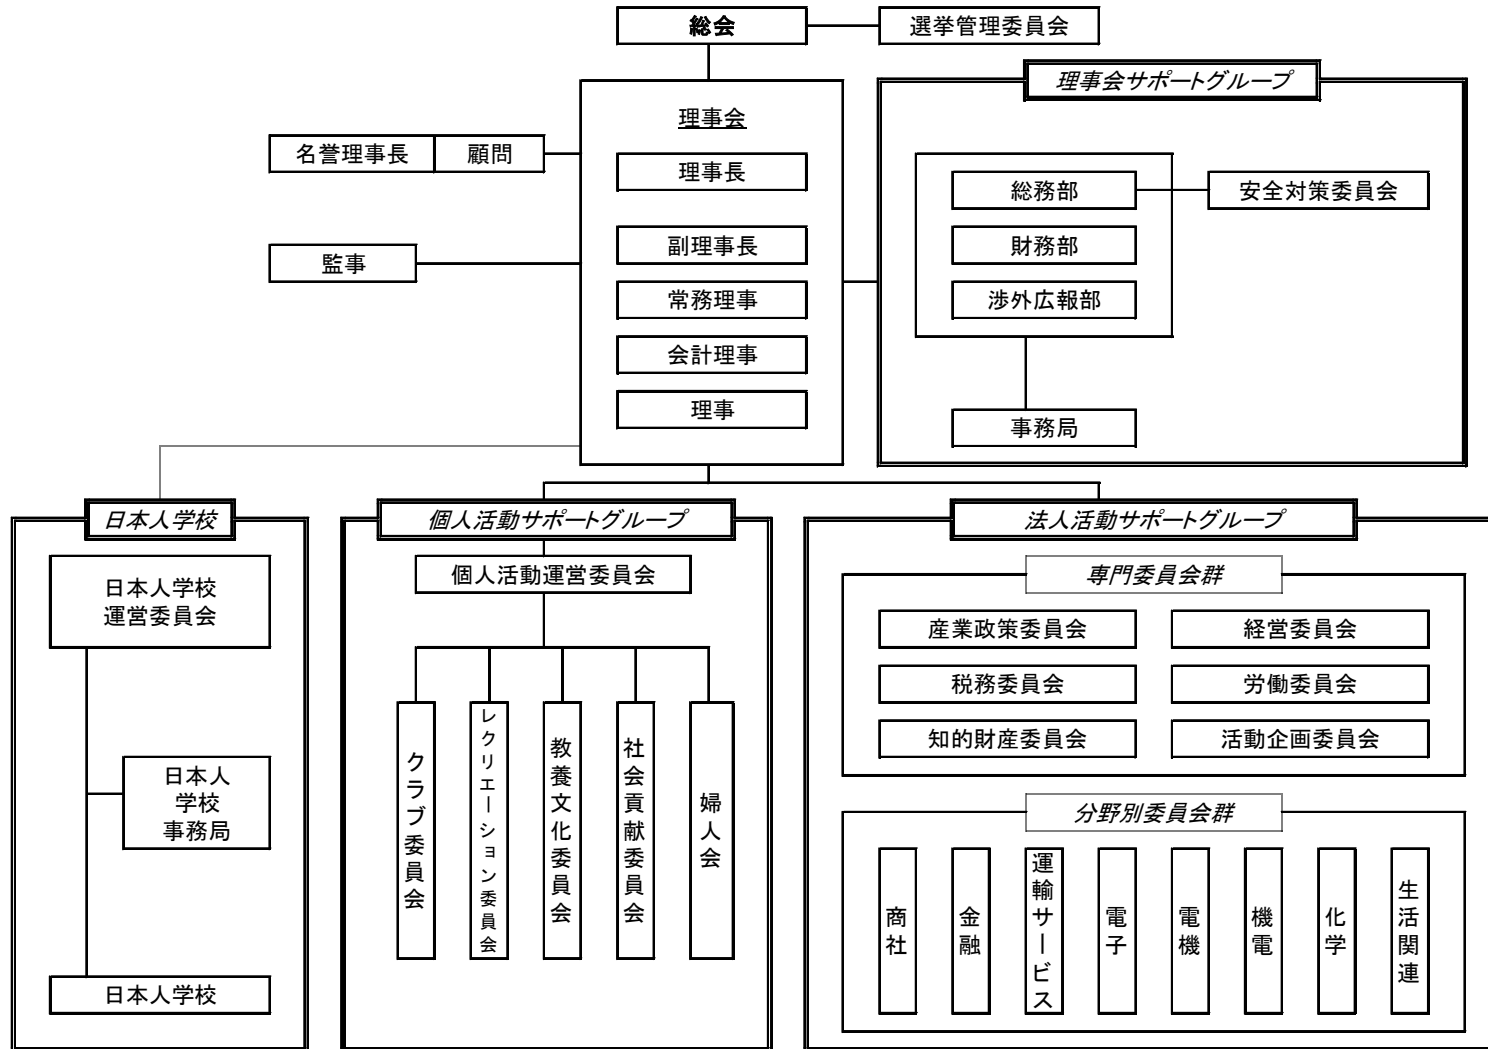 総会
選挙管理委員会
理事会サポートグループ
理事会
名誉理事長
顧問
理事長
総務部
安全対策委員会
副理事長
財務部
監事
常務理事
渉外広報部
会計理事
理事
事務局
日本人学校
個人活動サポートグループ
法人活動サポートグループ
日本人学校
運営委員会
日本人
学校
事務局
日本人学校
個人活動運営委員会
クラブ委員会
レクリエーション委員会
教養文化委員会
社会貢献委員会
婦人会
専門委員会群
産業政策委員会
経営委員会
税務委員会
労働委員会
知的財産委員会
活動企画委員会
分野別委員会群
商社
金融
運輸サービス
電子
電機
機電
化学
生活関連